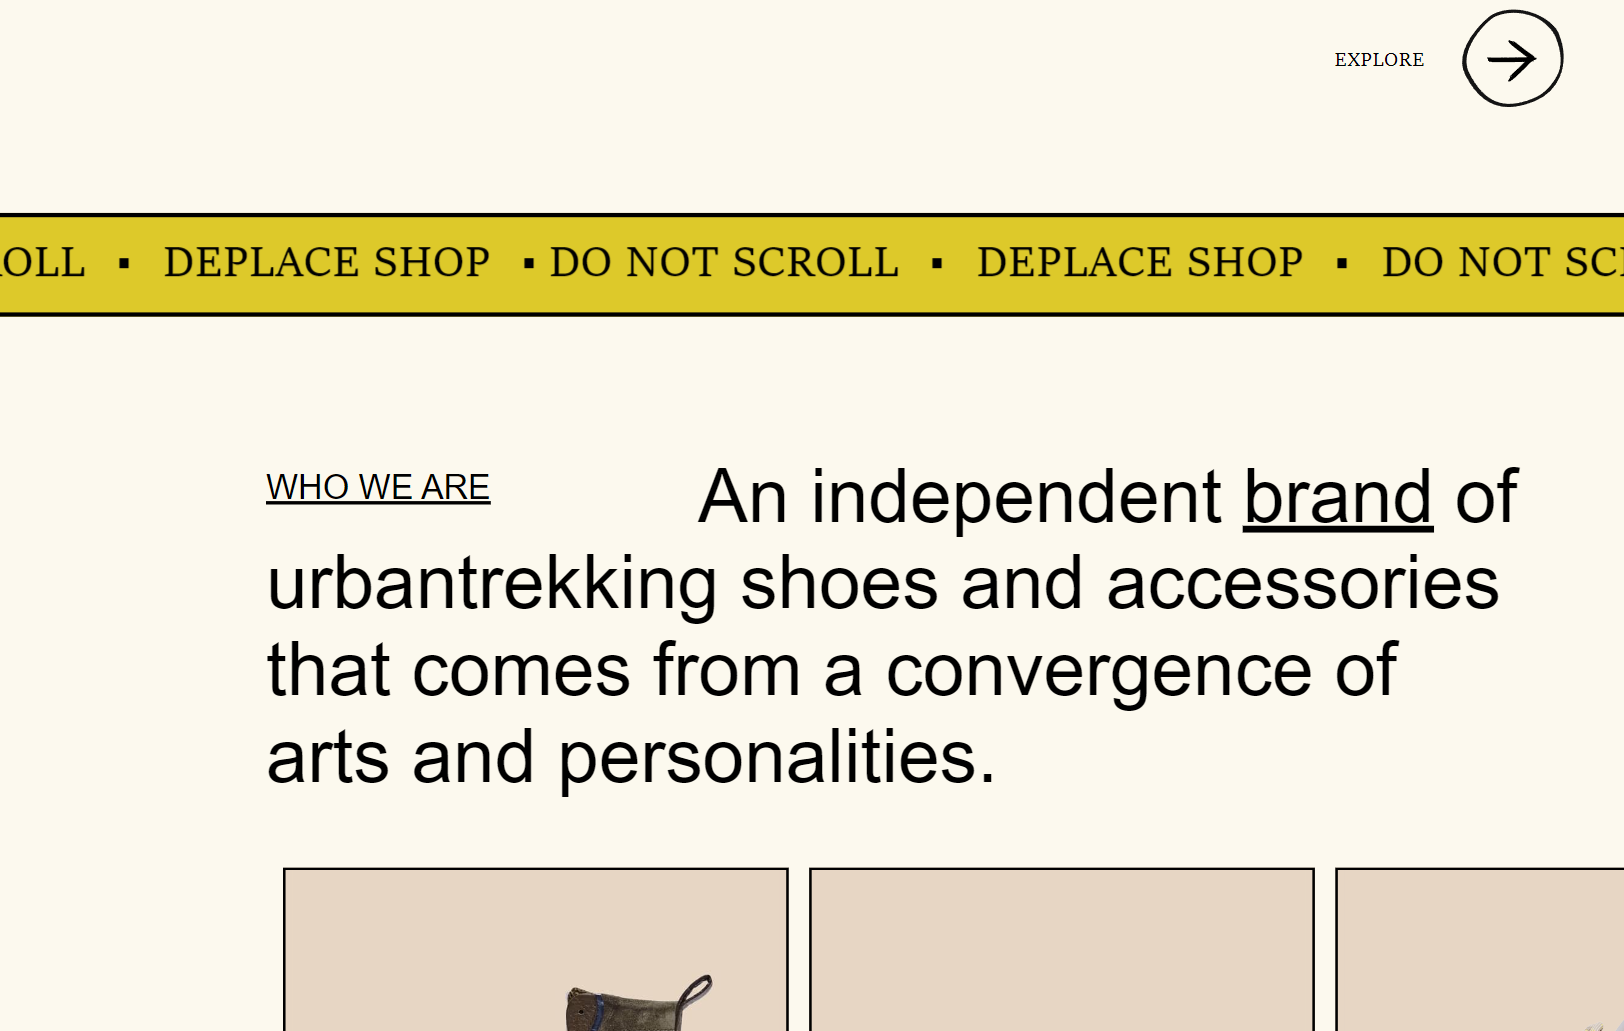 EXPLORE
OLL ▪ DEPLACE SHOP ▪ DO NOT SCROLL ▪ DEPLACE SHOP ▪ DO NOT SC
WHO WE ARE
An independent brand of
urbantrekking shoes and accessories
that comes from a convergence of
arts and personalities.